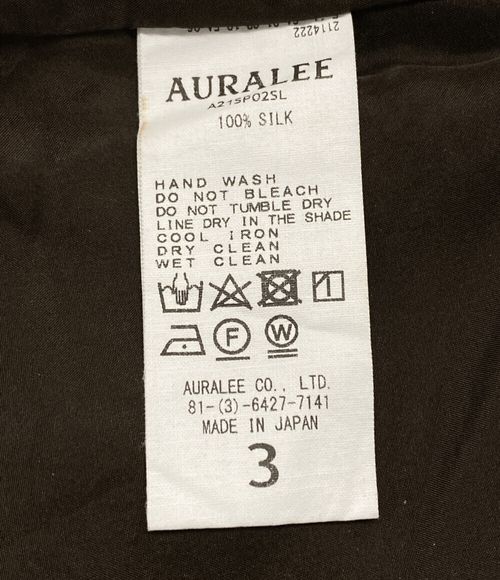 2114222
AURALEE
A21SP02SL
100% SILK
HAND WASH
DO NOT BLEACH
DO NOT TUMBLE DRY
LINE DRY IN THE SHADE
COOL IRON
DRY CLEAN
WET CLEAN
F W
AURALEE CO., LTD.
81-(3)-6427-7141
MADE IN JAPAN
3